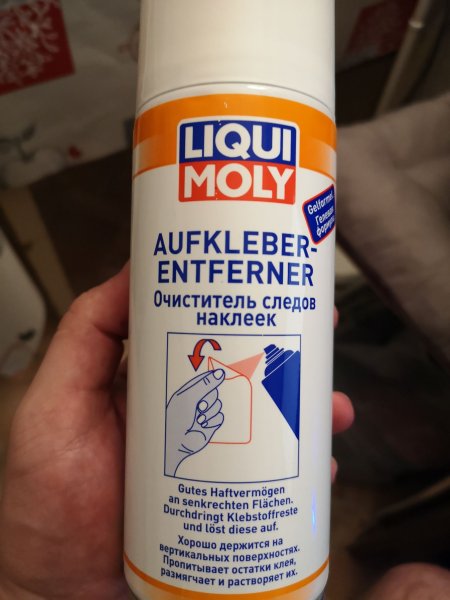 LIQUI
MOLY
Gelformel
Гелевая
формула
AUFKLEBER-
ENTFERNER
Очиститель следов
наклеек
Gutes Haftvermögen
an senkrechten Flächen.
Durchdringt Klebstoffreste
und löst diese auf.
Хорошо держится на
вертикальных поверхностях.
Пропитывает остатки клея,
размягчает и растворяет их.